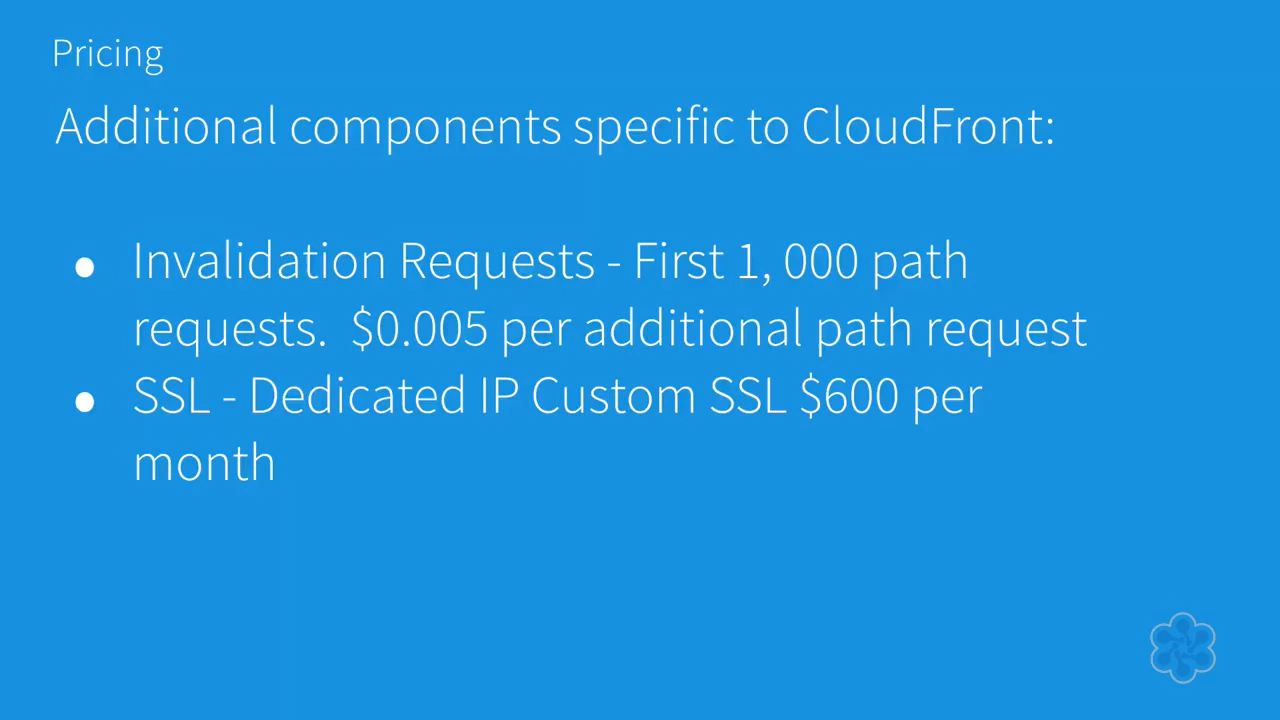 Pricing
Additional components specific to CloudFront:
● Invalidation Requests - First 1, 000 path
requests.  $0.005 per additional path request
● SSL - Dedicated IP Custom SSL $600 per
month